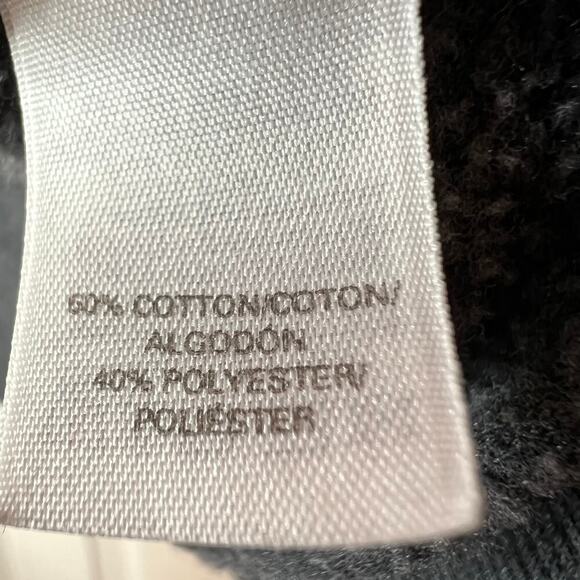 60% COTTON/COTON/
ALGODÓN
40% POLYESTER/
POLIÉSTER